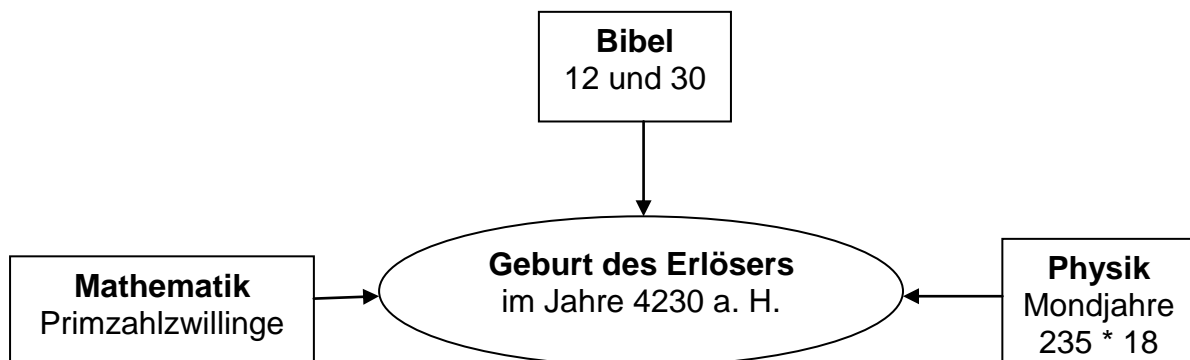 Bibel
12 und 30
Geburt des Erlösers
im Jahre 4230 a. H.
Mathematik
Primzahlzwillinge
Physik
Mondjahre
235 * 18